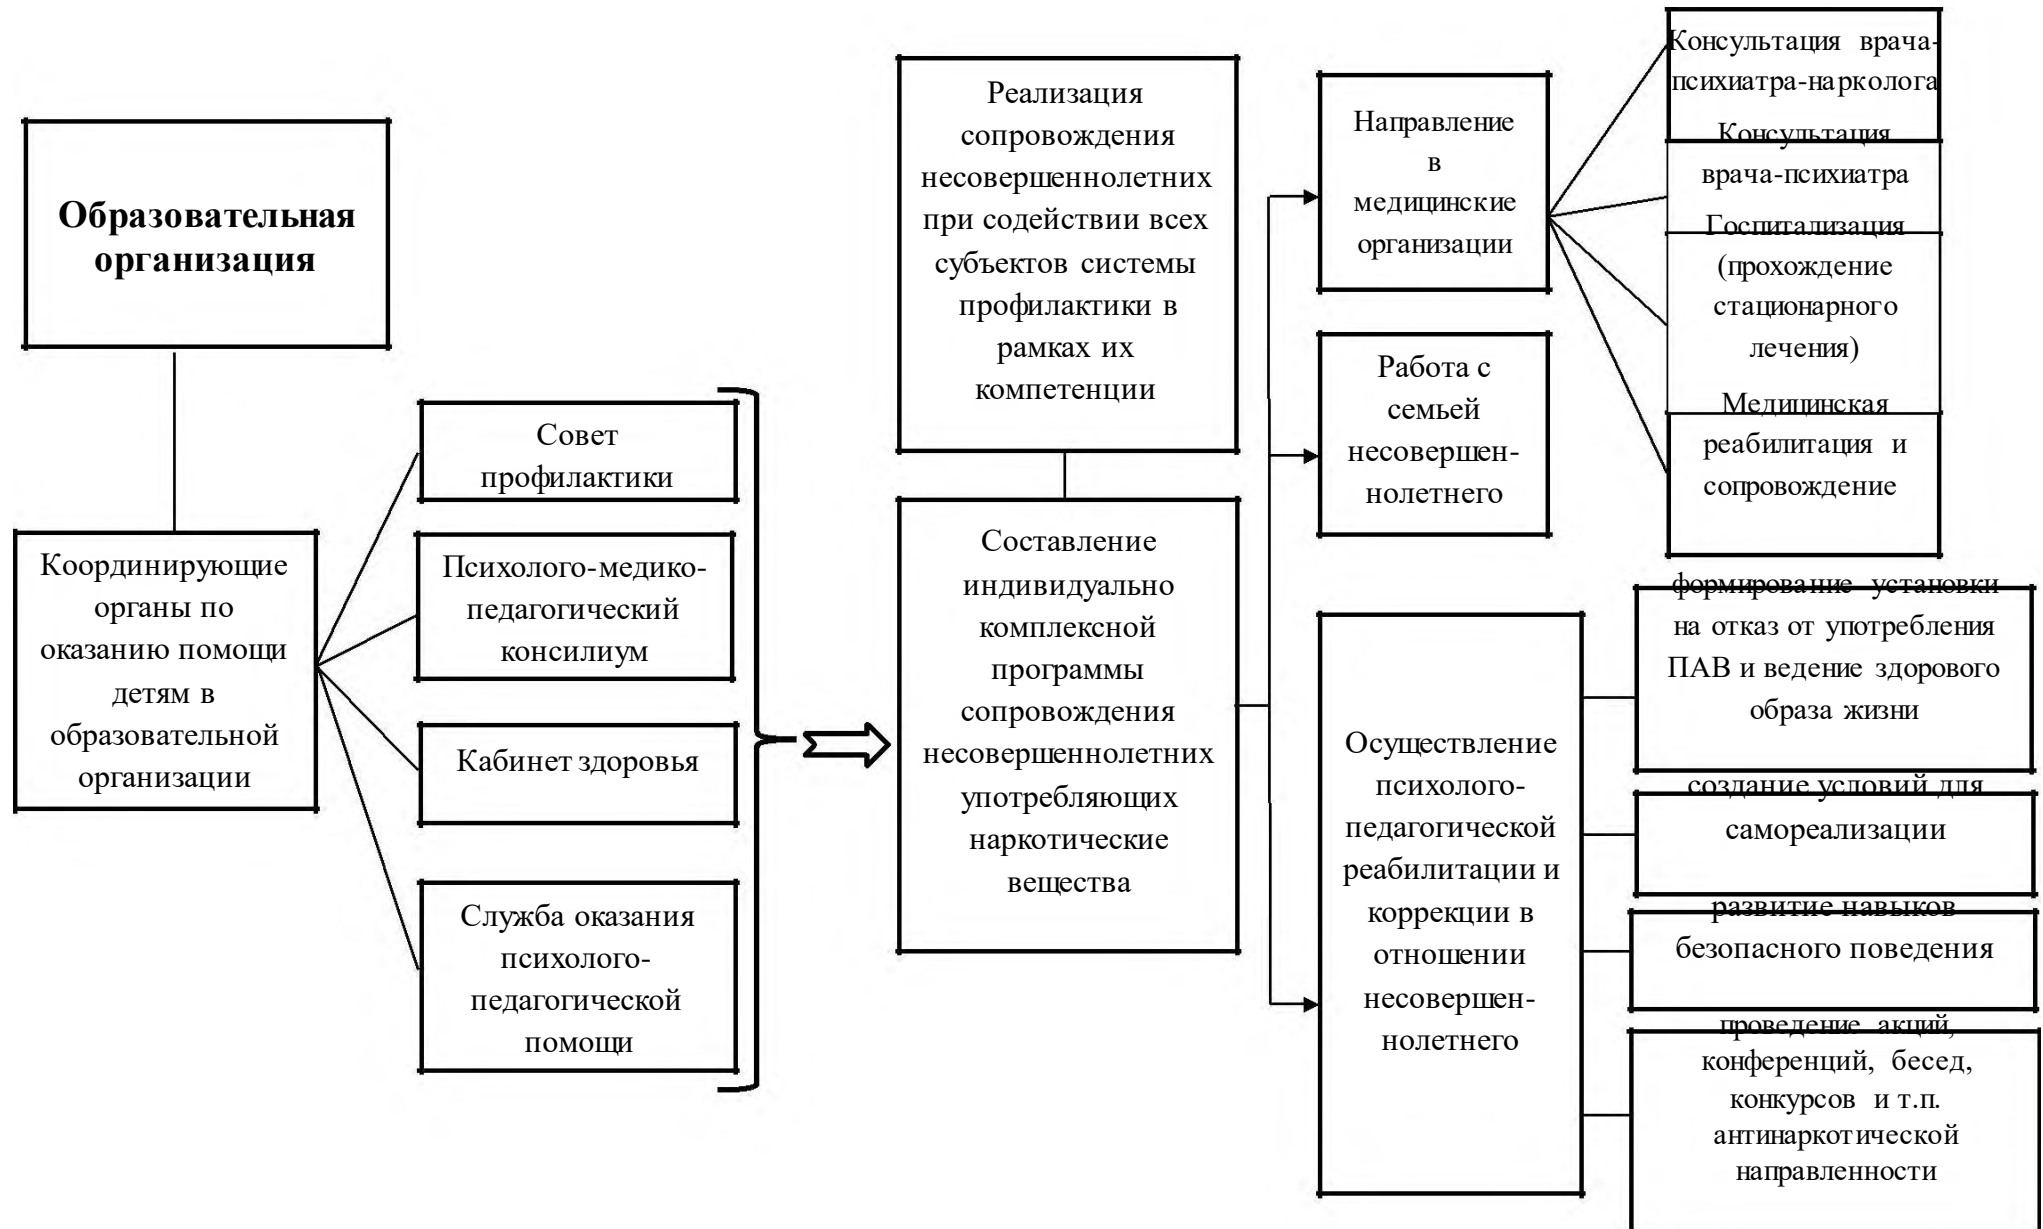 Образовательная
организация
Координирующие
органы по
оказанию помощи
детям в
образовательной
организации
Совет
профилактики
Психолого-медико-
педагогический
консилиум
Кабинет здоровья
Служба оказания
психолого-
педагогической
помощи
Реализация
сопровождения
несовершеннолетних
при содействии всех
субъектов системы
профилактики в
рамках их
компетенции
Составление
индивидуально
комплексной
программы
сопровождения
несовершеннолетних
употребляющих
наркотические
вещества
Направление
в
медицинские
организации
Работа с
семьей
несовершен-
нолетнего
Осуществление
психолого-
педагогической
реабилитации и
коррекции в
отношении
несовершен-
нолетнего
Консультация врача-
психиатра-нарколога
Консультация
врача-психиатра
Госпитализация
(прохождение
стационарного
лечения)
Медицинская
реабилитация и
сопровождение
формирование установки
на отказ от употребления
ПАВ и ведение здорового
образа жизни
создание условий для
самореализации
развитие навыков
безопасного поведения
проведение акций,
конференций, бесед,
конкурсов и т.п.
антинаркотической
направленности